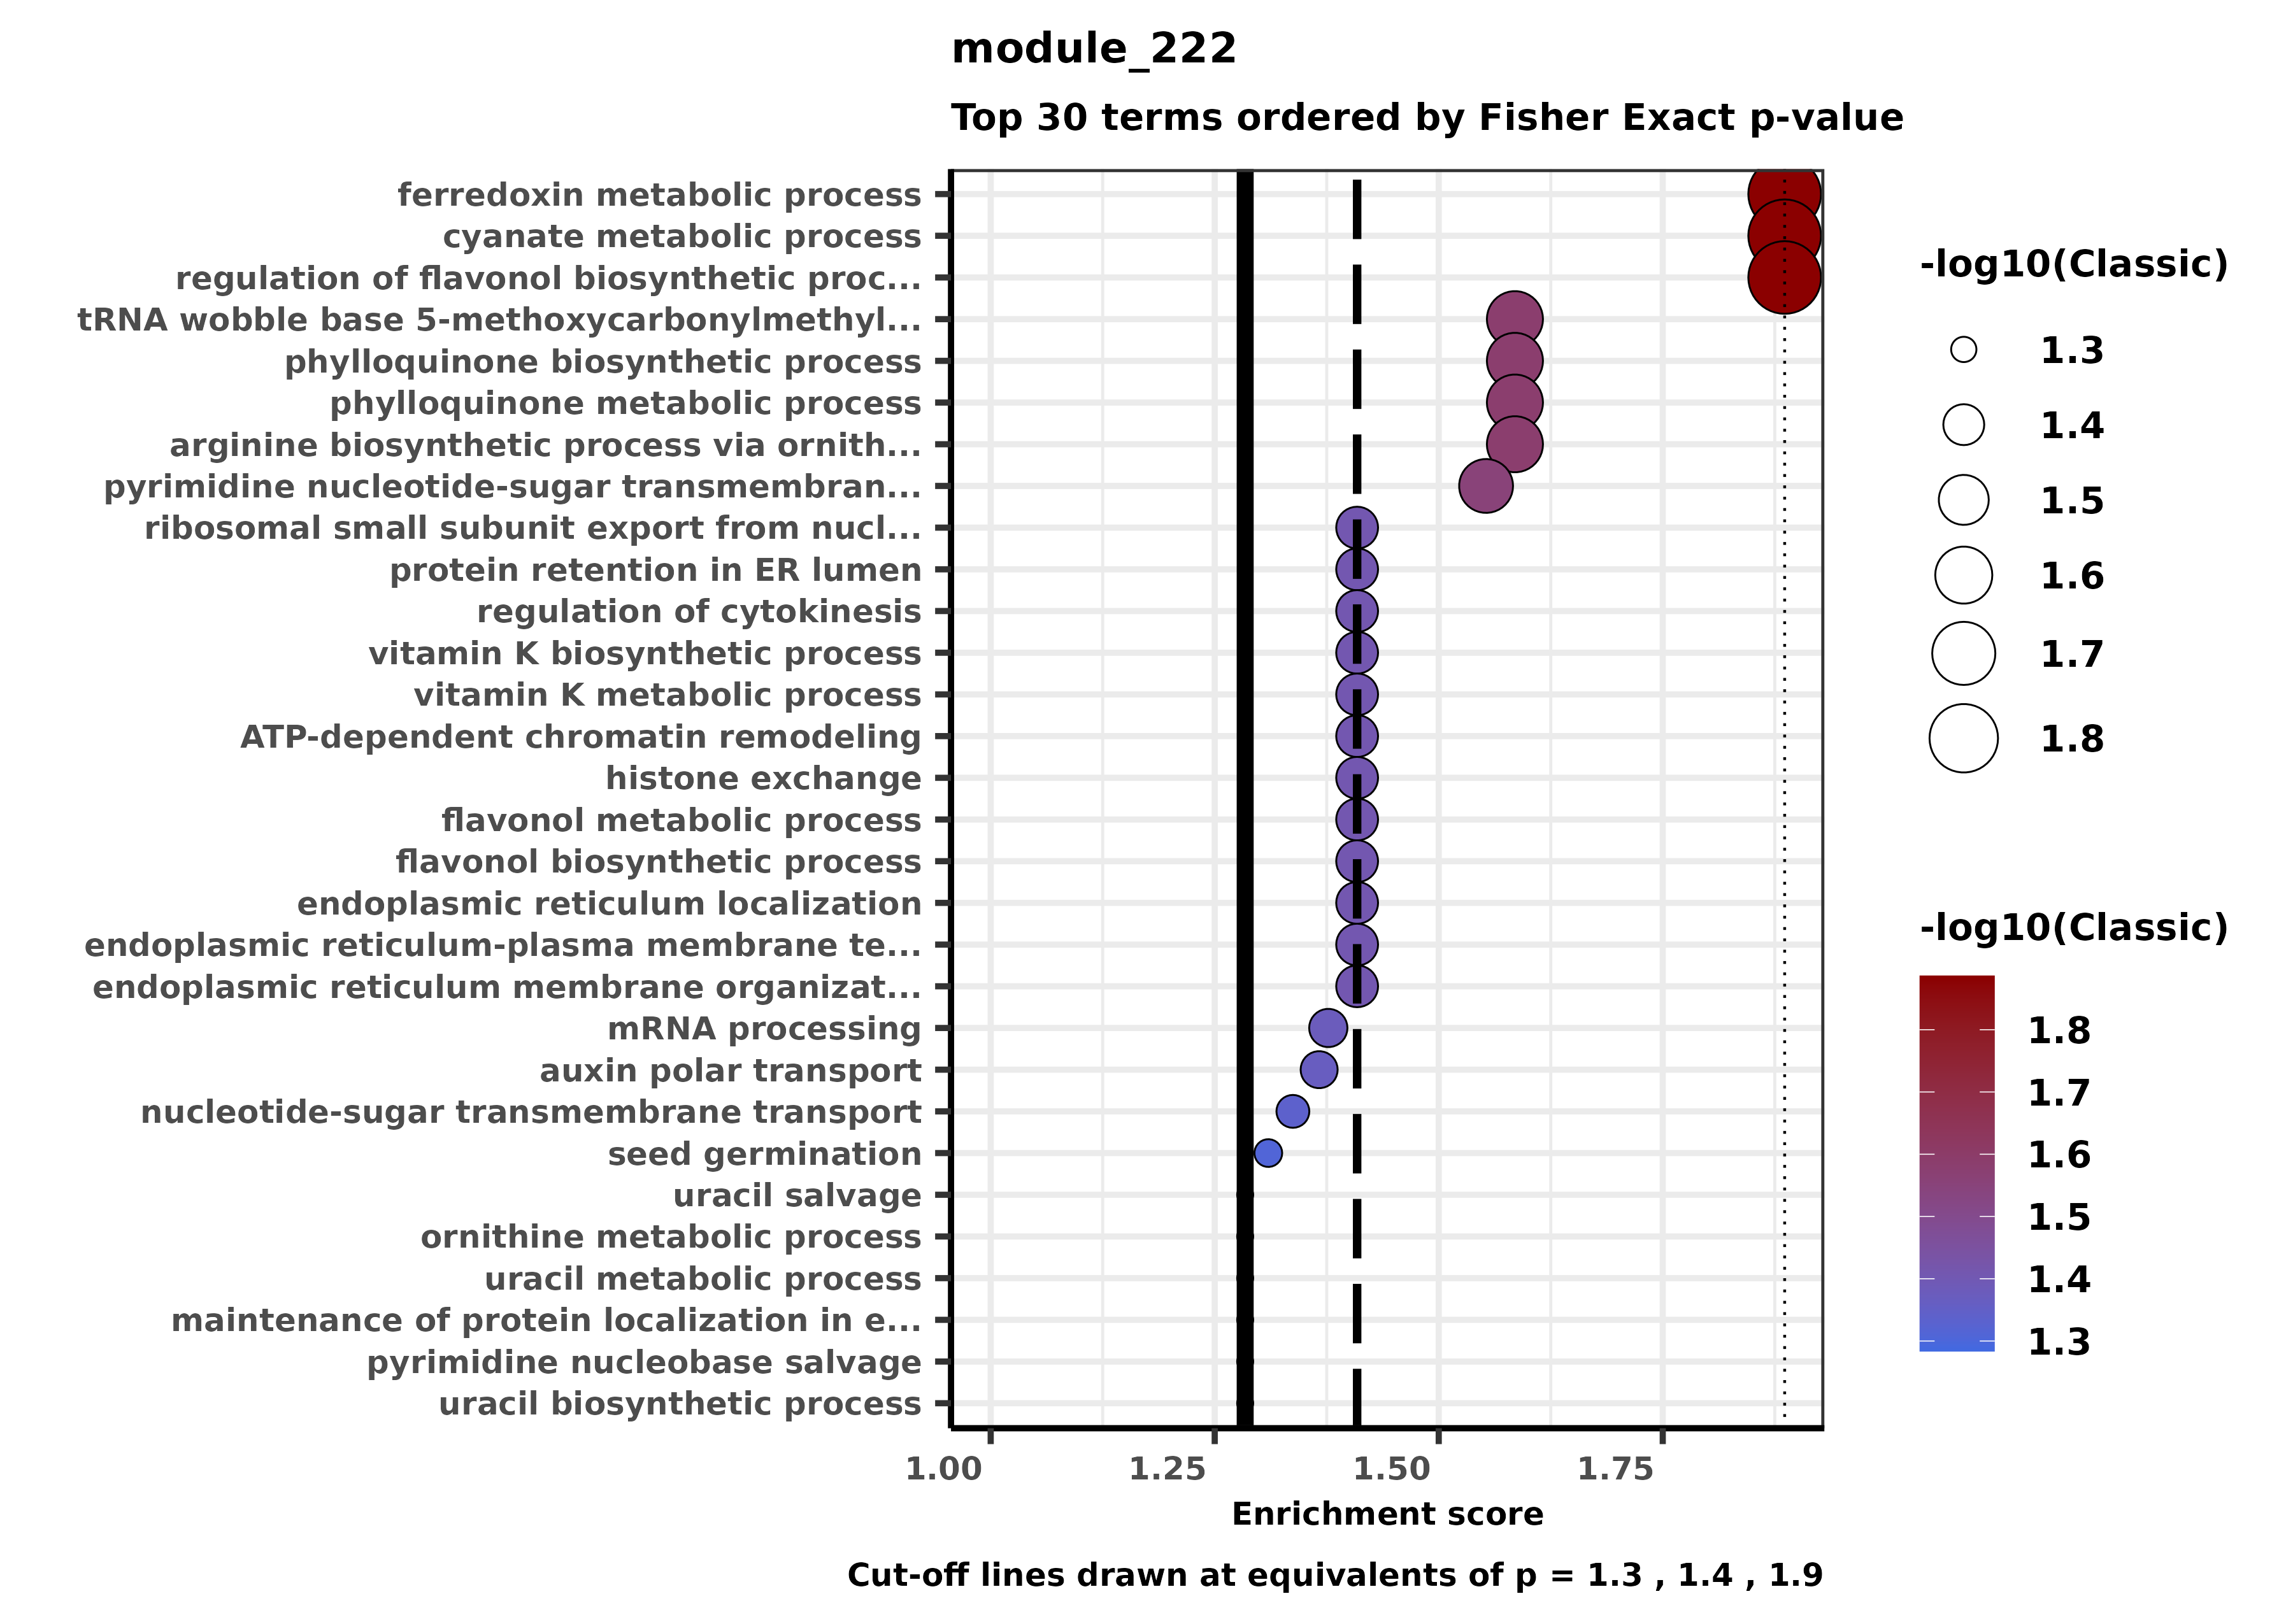 module_222
Top 30 terms ordered by Fisher Exact p-value
ferredoxin metabolic process
cyanate metabolic process
regulation of flavonol biosynthetic proc...
tRNA wobble base 5-methoxycarbonylmethyl...
phylloquinone biosynthetic process
phylloquinone metabolic process
arginine biosynthetic process via ornith...
pyrimidine nucleotide-sugar transmembran...
ribosomal small subunit export from nucl...
protein retention in ER lumen
regulation of cytokinesis
vitamin K biosynthetic process
vitamin K metabolic process
ATP-dependent chromatin remodeling
histone exchange
flavonol metabolic process
flavonol biosynthetic process
endoplasmic reticulum localization
endoplasmic reticulum-plasma membrane te...
endoplasmic reticulum membrane organizat...
mRNA processing
auxin polar transport
nucleotide-sugar transmembrane transport
seed germination
uracil salvage
ornithine metabolic process
uracil metabolic process
maintenance of protein localization in e...
pyrimidine nucleobase salvage
uracil biosynthetic process
1.00 1.25 1.50 1.75
Enrichment score
Cut-off lines drawn at equivalents of p = 1.3 , 1.4 , 1.9
-log10(Classic)
1.3
1.4
1.5
1.6
1.7
1.8
-log10(Classic)
1.8
1.7
1.6
1.5
1.4
1.3